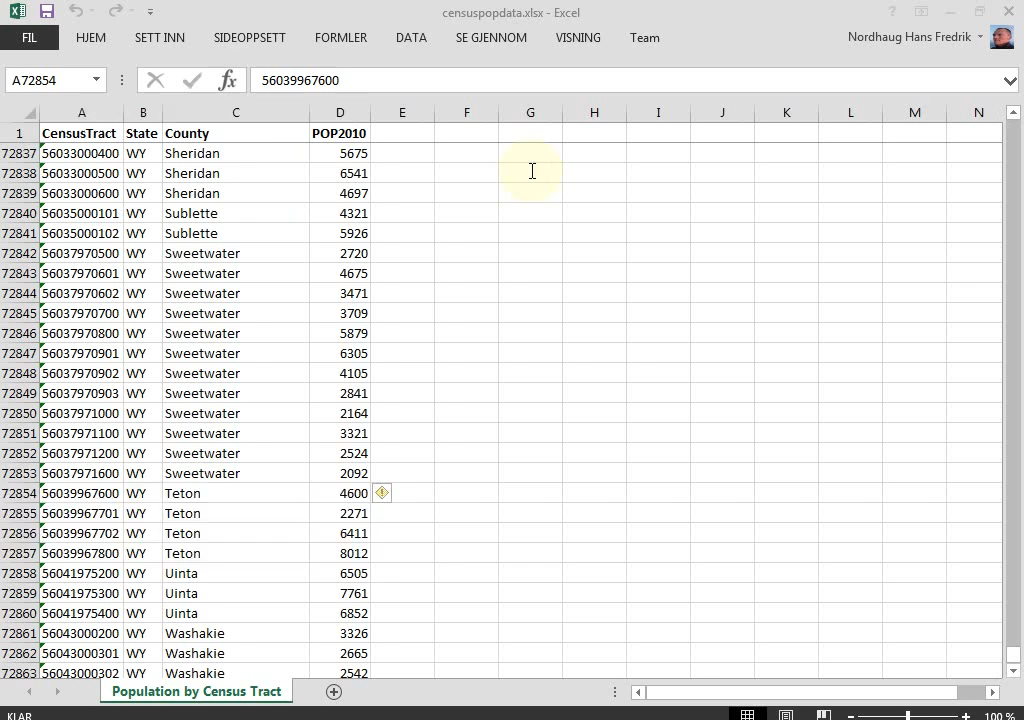 censuspopdata.xlsx - Excel
FIL HJEM SETT INN SIDEOPPSETT FORMLER DATA SE GJENNOM VISNING Team Nordhaug Hans Fredrik
A72854 fx 56039967600
A B C D E F G H I J K L M N
1 CensusTract State County POP2010
72837 56033000400 WY Sheridan 5675
72838 56033000500 WY Sheridan 6541
72839 56033000600 WY Sheridan 4697
72840 56035000101 WY Sublette 4321
72841 56035000102 WY Sublette 5926
72842 56037970500 WY Sweetwater 2720
72843 56037970601 WY Sweetwater 4675
72844 56037970602 WY Sweetwater 3471
72845 56037970700 WY Sweetwater 3709
72846 56037970800 WY Sweetwater 5879
72847 56037970901 WY Sweetwater 6305
72848 56037970902 WY Sweetwater 4105
72849 56037970903 WY Sweetwater 2841
72850 56037971000 WY Sweetwater 2164
72851 56037971100 WY Sweetwater 3321
72852 56037971200 WY Sweetwater 2524
72853 56037971600 WY Sweetwater 2092
72854 56039967600 WY Teton 4600
72855 56039967701 WY Teton 2271
72856 56039967702 WY Teton 6411
72857 56039967800 WY Teton 8012
72858 56041975200 WY Uinta 6505
72859 56041975300 WY Uinta 7761
72860 56041975400 WY Uinta 6852
72861 56043000200 WY Washakie 3326
72862 56043000301 WY Washakie 2665
72863 56043000302 WY Washakie 2542
Population by Census Tract
KLAR 100 %